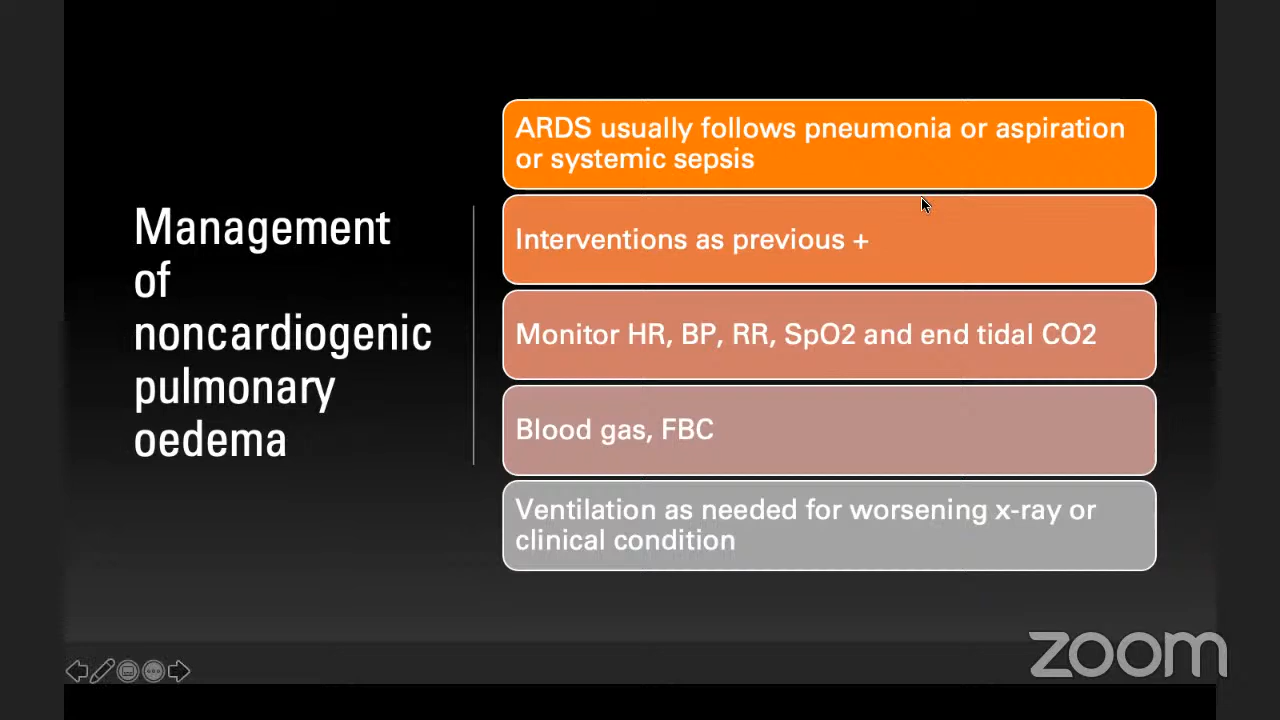 Management
of
noncardiogenic
pulmonary
oedema
ARDS usually follows pneumonia or aspiration
or systemic sepsis
Interventions as previous +
Monitor HR, BP, RR, SpO2 and end tidal CO2
Blood gas, FBC
Ventilation as needed for worsening x-ray or
clinical condition
zoom